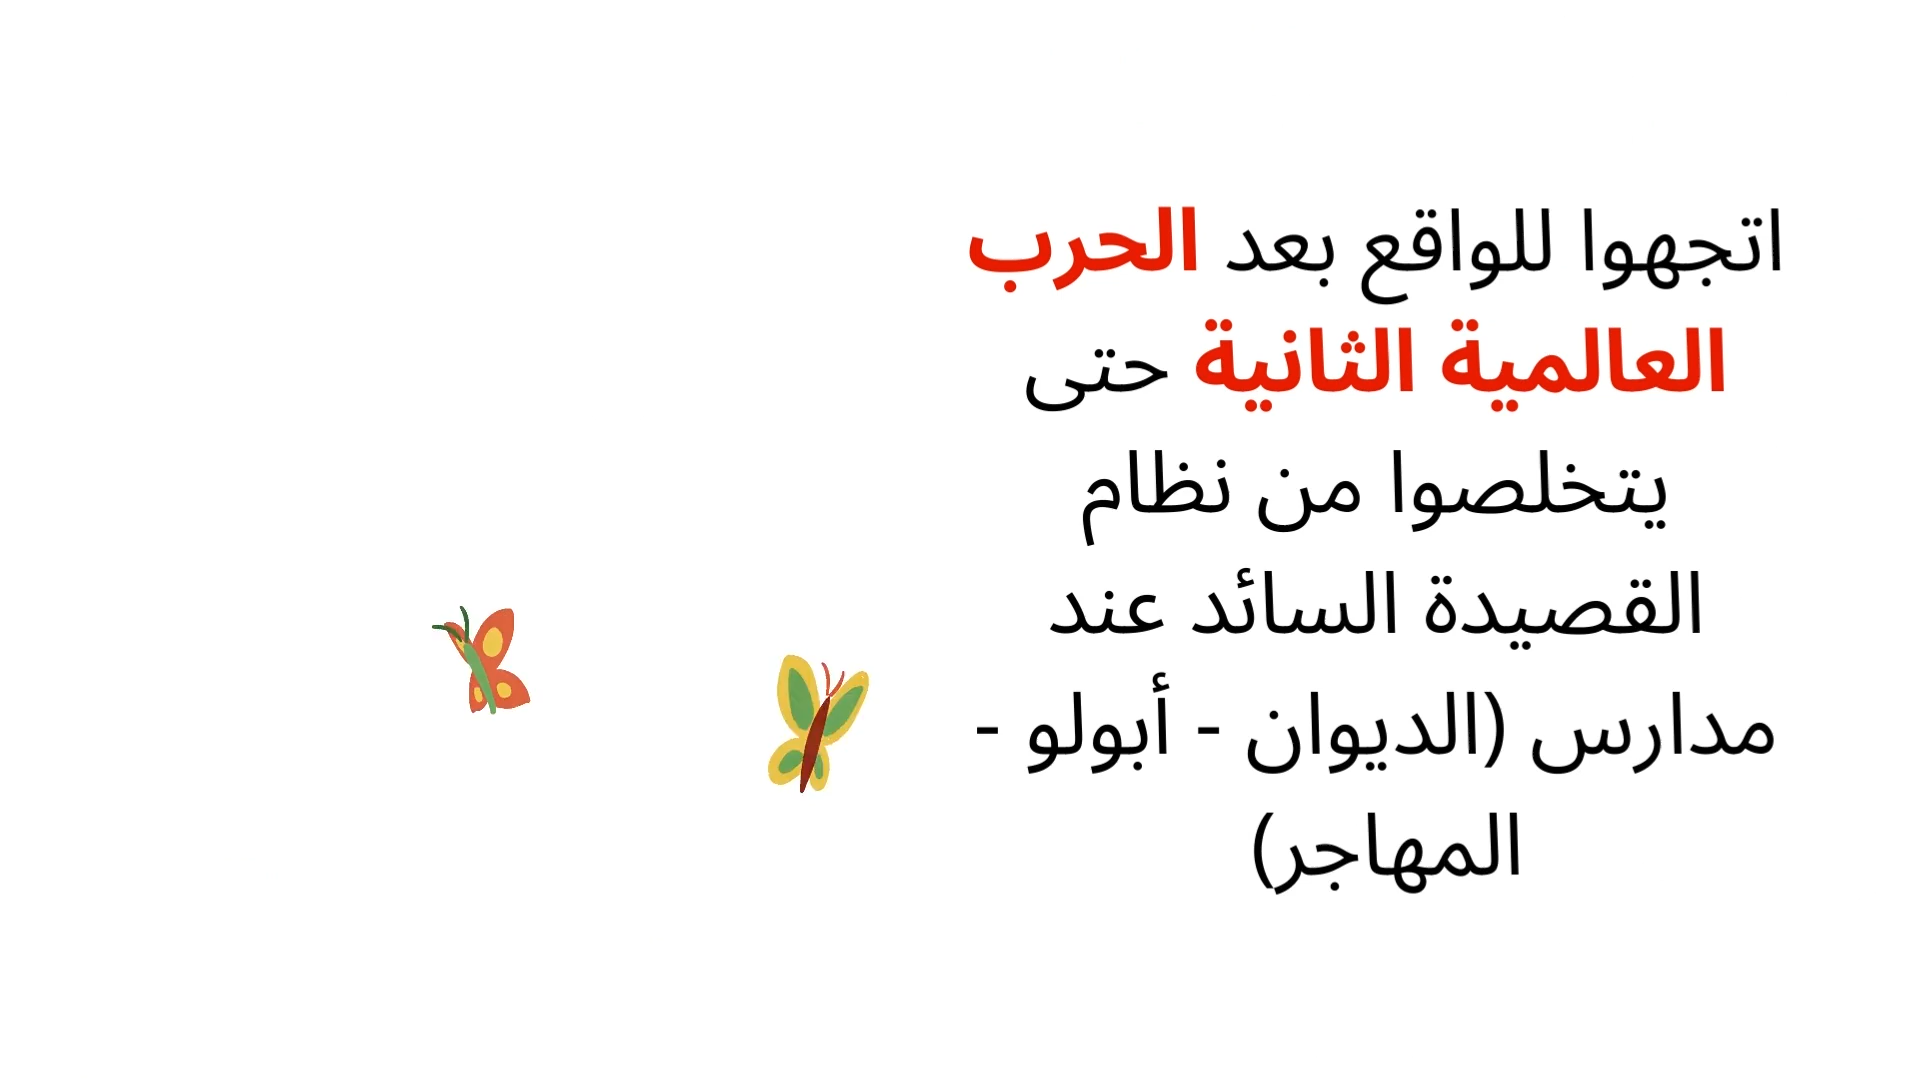 اتجهوا للواقع بعد الحرب
العالمية الثانية حتى
يتخلصوا من نظام
القصيدة السائد عند
مدارس (الديوان - أبولو -
المهاجر)